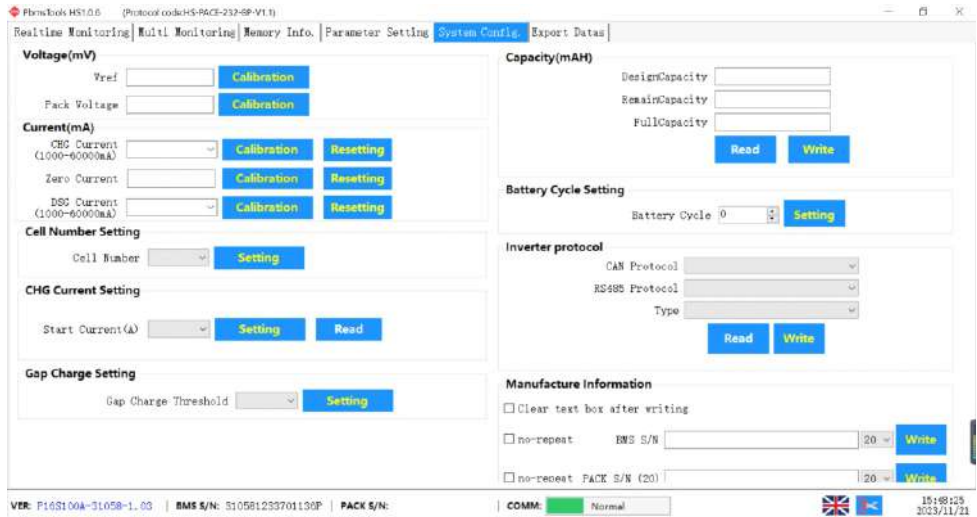 PbmsTools HS1.0.6 (Protocol code:HS-PACE-232-6P-V1.1)
Realtime Monitoring Multi Monitoring Memory Info. Parameter Setting System Config. Export Datas
Voltage(mV)
Vref Calibration
Pack Voltage Calibration
Current(mA)
CHG Current (1000-60000mA) Calibration Resetting
Zero Current Calibration Resetting
DSG Current (1000-60000mA) Calibration Resetting
Cell Number Setting
Cell Number Setting
CHG Current Setting
Start Current(A) Setting Read
Gap Charge Setting
Gap Charge Threshold Setting
Capacity(mAH)
DesignCapacity
RemainCapacity
FullCapacity
Read Write
Battery Cycle Setting
Battery Cycle 0 Setting
Inverter protocol
CAN Protocol
RS485 Protocol
Type
Read Write
Manufacture Information
Clear text box after writing
no-repeat BMS S/N 20 Write
no-repeat PACK S/N (20) 20 Write
VER: P16S100A-31058-1.03 BMS S/N: 310581233701136P PACK S/N: COMM: Normal
15:48:25
2023/11/21